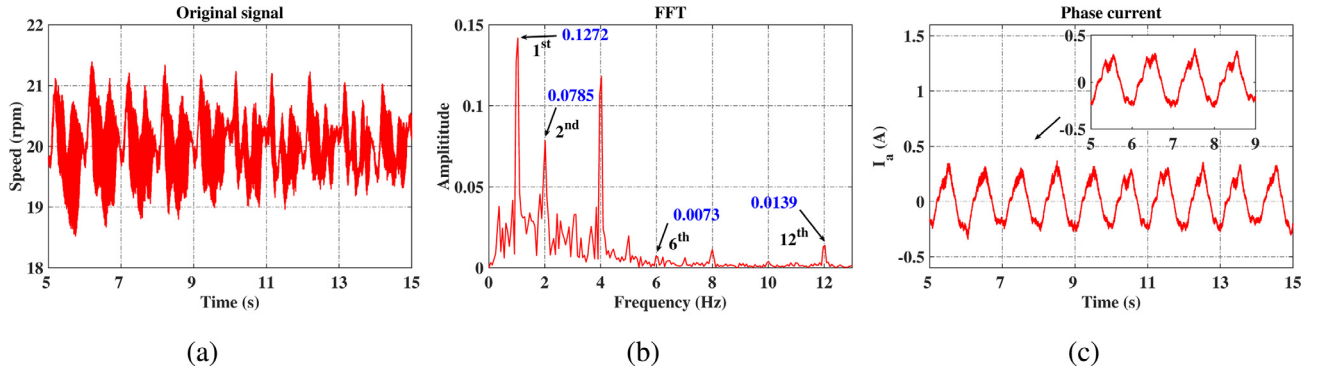 Original signal
22
21
20
19
18
Speed (rpm)
5 7 9 11 13 15
Time (s)
(a)
FFT
0.15
0.1
0.05
0
Amplitude
0.1272
1st
0.0785
2nd
0.0073
6th
0.0139
12th
0 2 4 6 8 10 12
Frequency (Hz)
(b)
Phase current
1.5
1
0.5
0
-0.5
Ia (A)
0.5
0
-0.5
5 6 7 8 9
5 7 9 11 13 15
Time (s)
(c)